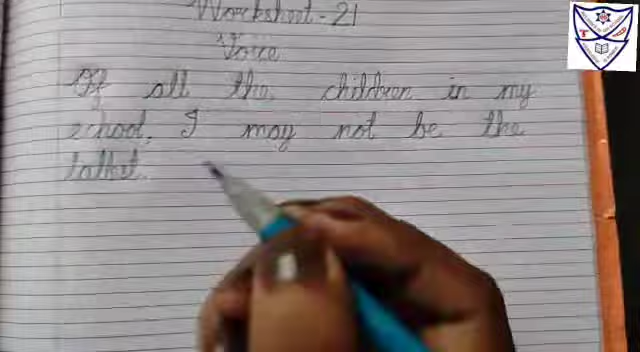 Worksheet - 21
Voice
Of all the children in my
school, I may not be the
tallest.